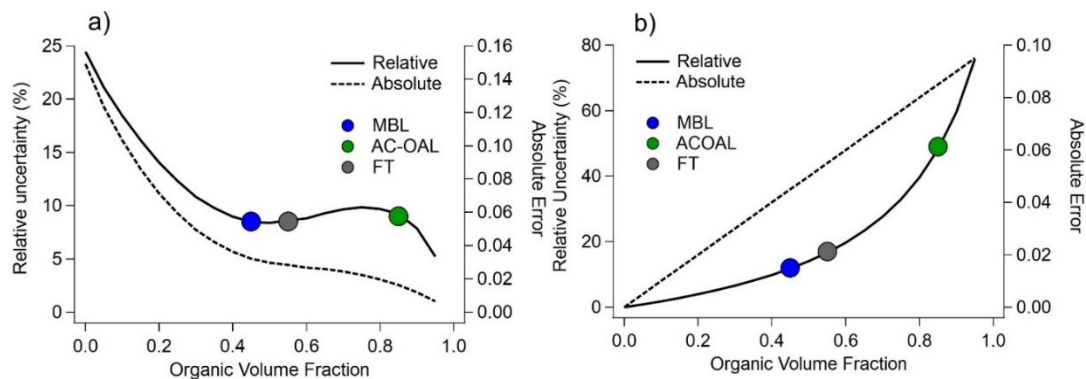 a)
Relative uncertainty (%)
25
20
15
10
5
0
Relative
Absolute
MBL
AC-OAL
FT
0.16
0.14
0.12
0.10
0.08
0.06
0.04
0.02
0.00
Absolute Error
0.0 0.2 0.4 0.6 0.8 1.0
Organic Volume Fraction
b)
Relative Uncertainty (%)
80
60
40
20
0
Relative
Absolute
MBL
ACOAL
FT
0.10
0.08
0.06
0.04
0.02
0.00
Absolute Error
0.0 0.2 0.4 0.6 0.8 1.0
Organic Volume Fraction